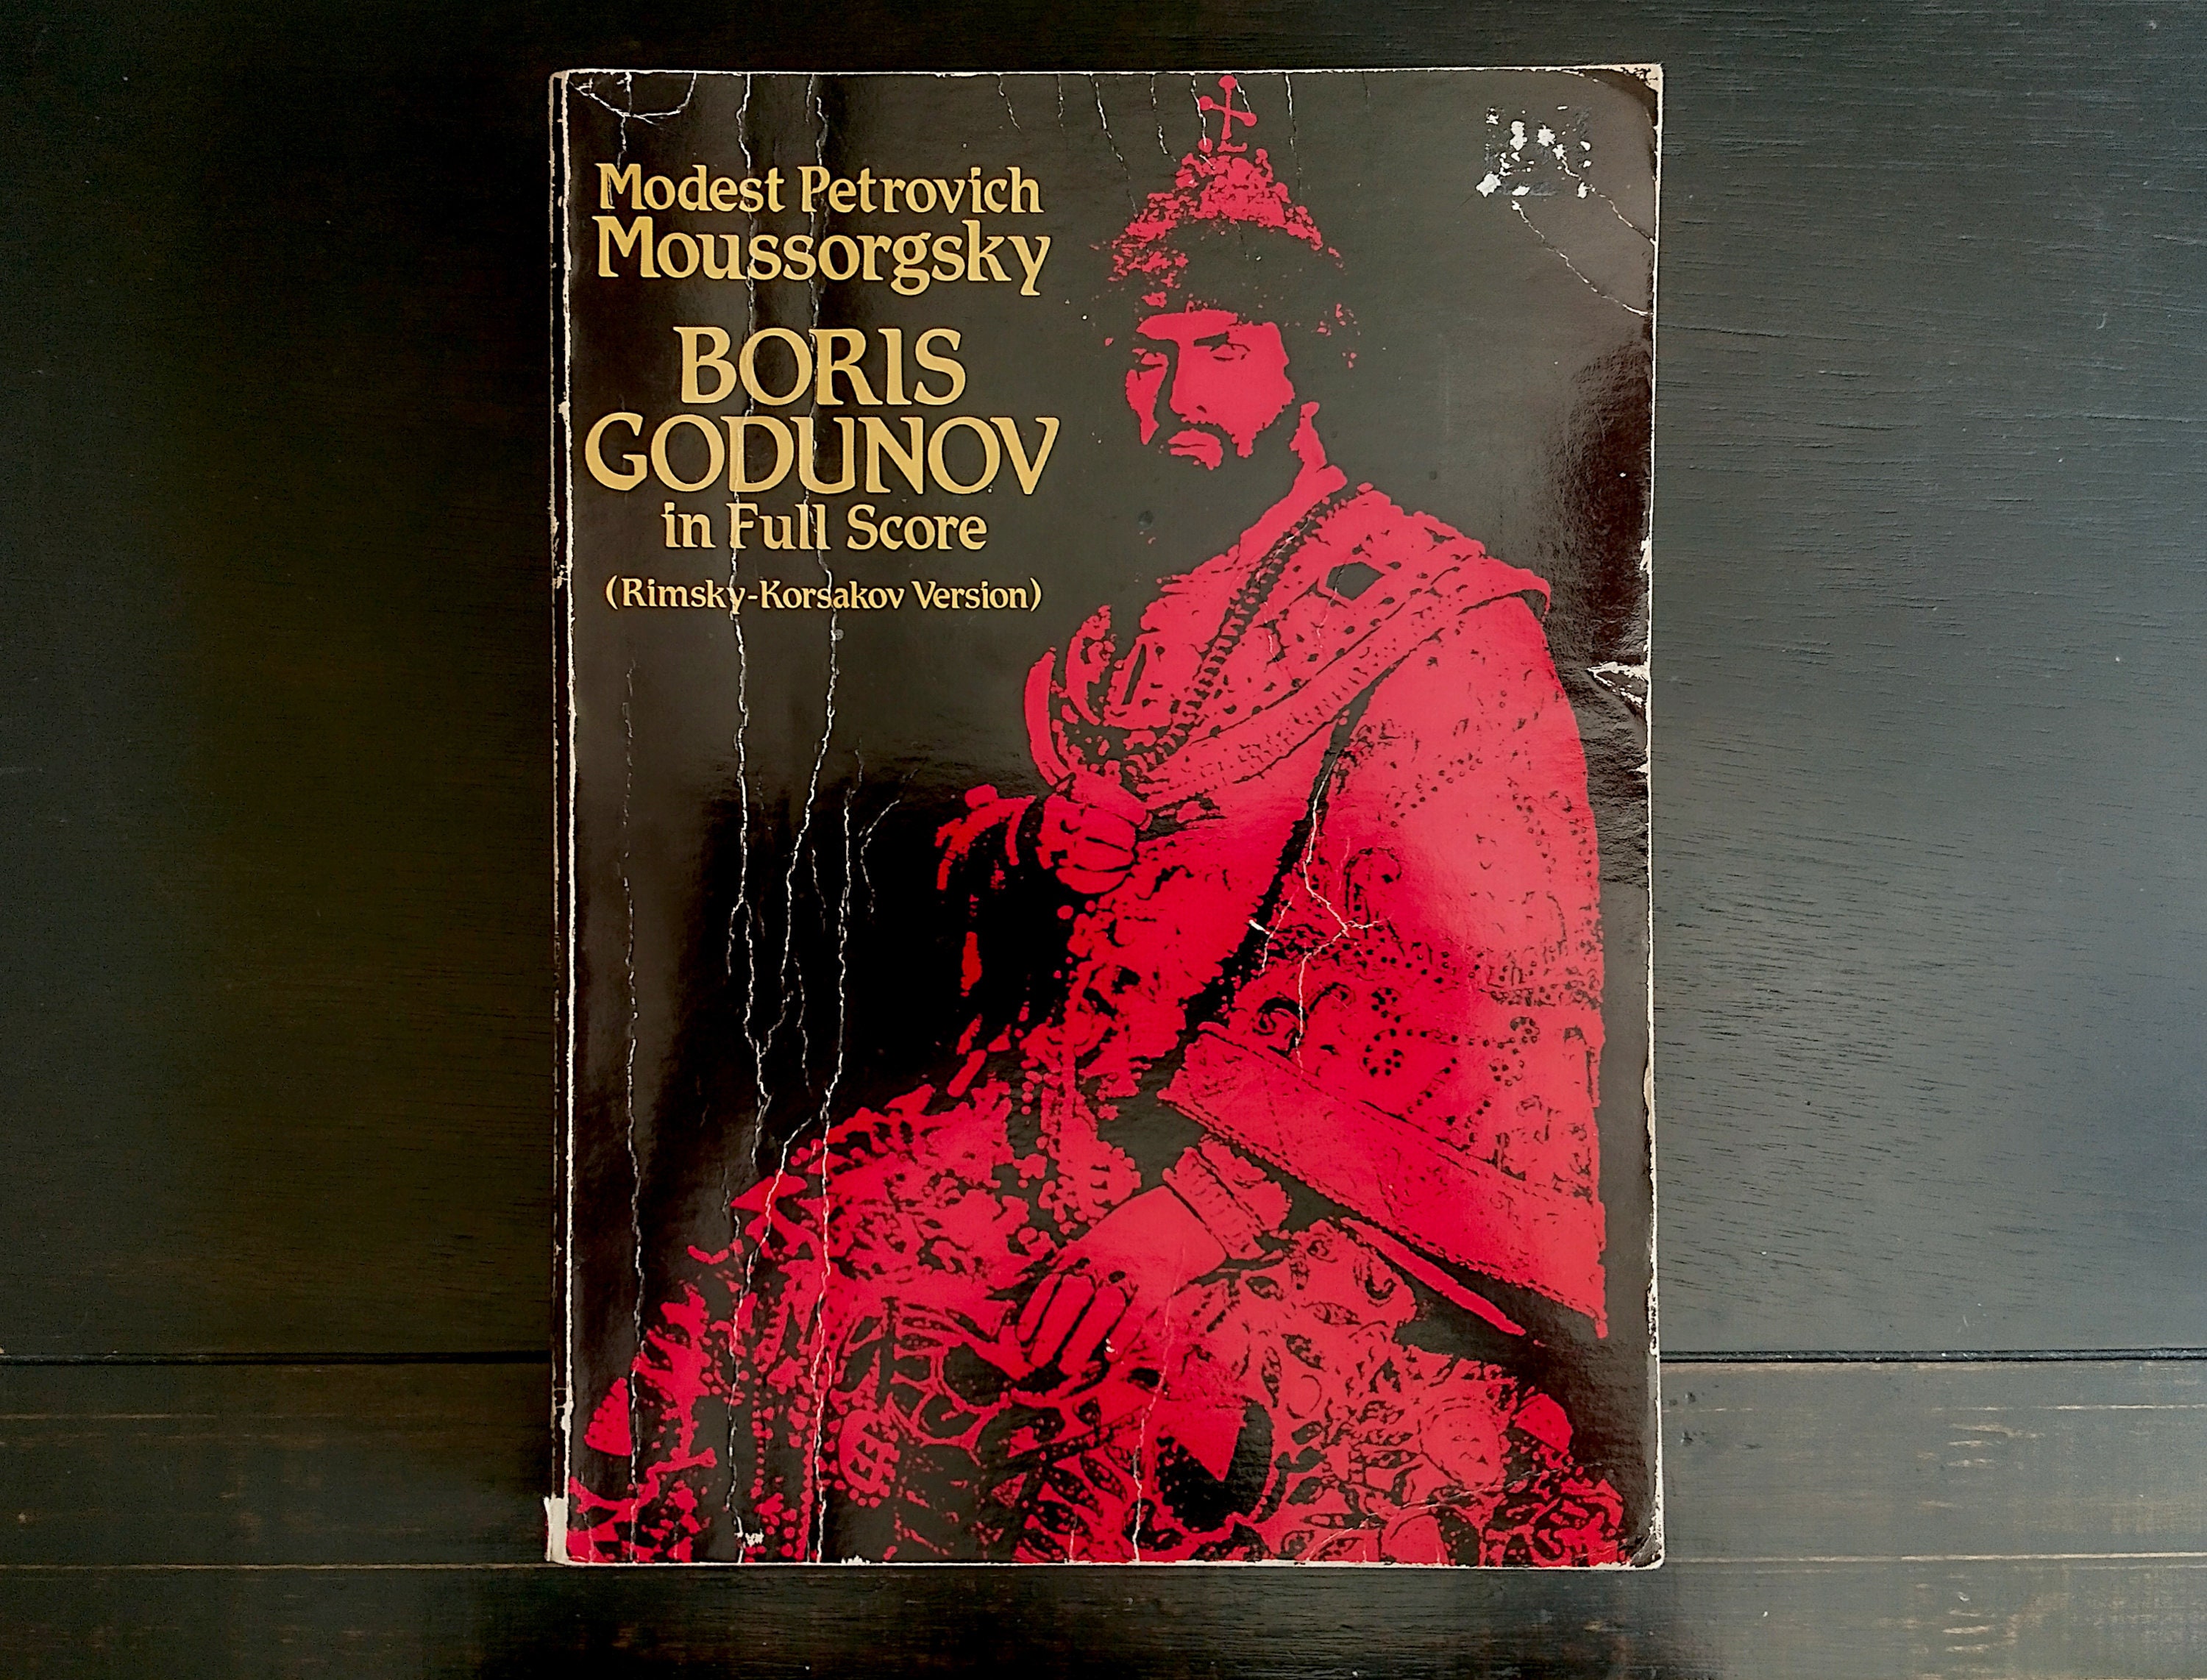 Modest Petrovich
Moussorgsky
BORIS
GODUNOV
in Full Score
(Rimsky-Korsakov Version)